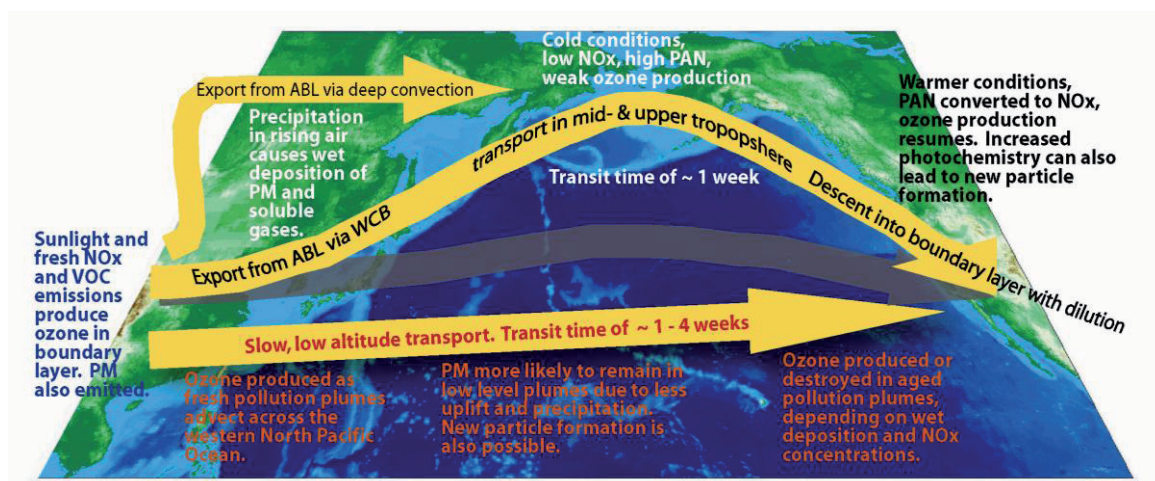 Cold conditions,
low NOx, high PAN,
weak ozone production
Export from ABL via deep convection
Precipitation
in rising air
causes wet
deposition of
PM and
soluble
gases.
Warmer conditions,
PAN converted to NOx,
ozone production
resumes. Increased
photochemistry can also
lead to new particle
formation.
Export from ABL via WCB
transport in mid- & upper tropopshere
Descent into boundary layer with dilution
Transit time of ~ 1 week
Sunlight and
fresh NOx
and VOC
emissions
produce
ozone in
boundary
layer. PM
also emitted.
Slow, low altitude transport. Transit time of ~ 1 - 4 weeks
Ozone produced as
fresh pollution plumes
advect across the
western North Pacific
Ocean.
PM more likely to remain in
low level plumes due to less
uplift and precipitation.
New particle formation is
also possible.
Ozone produced or
destroyed in aged
pollution plumes,
depending on wet
deposition and NOx
concentrations.